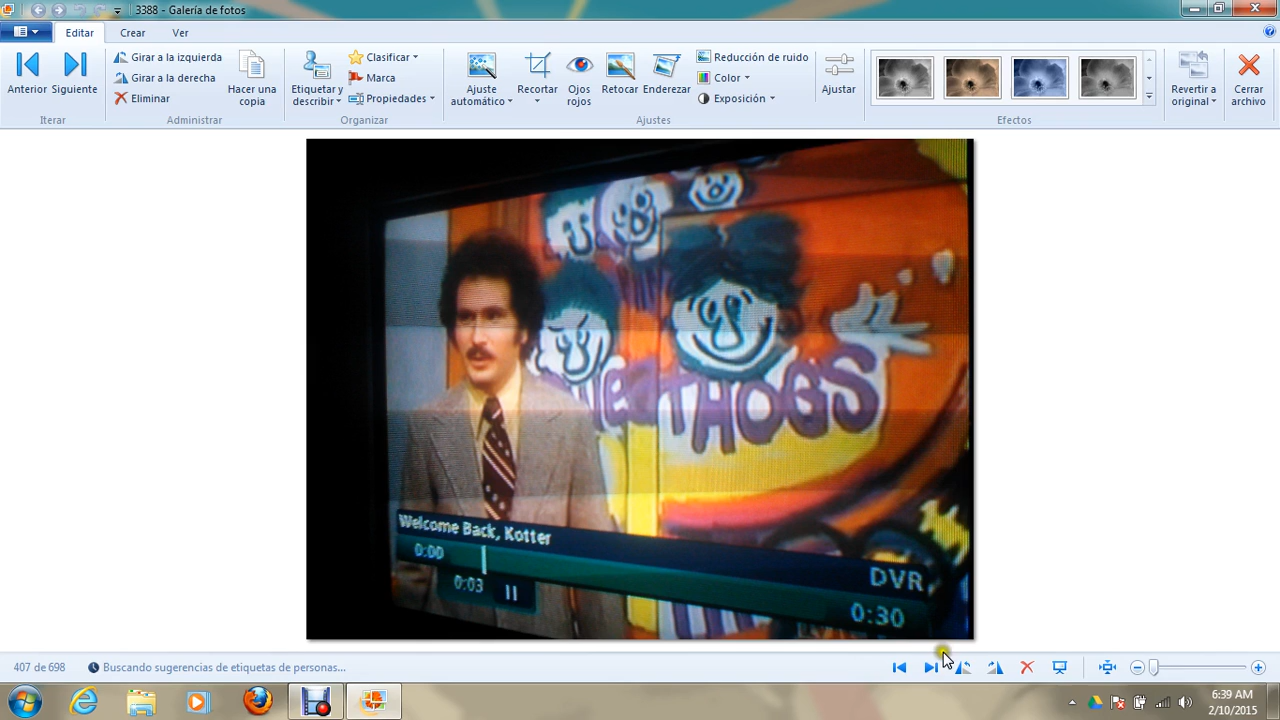 3388 - Galería de fotos
Editar Crear Ver
Anterior
Siguiente
Iterar
Girar a la izquierda
Girar a la derecha
Eliminar
Hacer una copia
Administrar
Etiquetar y describir
Clasificar
Marca
Propiedades
Organizar
Ajuste automático
Recortar
Ojos rojos
Retocar
Enderezar
Reducción de ruido
Color
Exposición
Ajustes
Ajustar
Efectos
Revertir a original
Cerrar archivo
THOGS
Welcome Back, Kotter
0:00
DVR
0:03
0:30
407 de 698
Buscando sugerencias de etiquetas de personas...
6:39 AM
2/10/2015